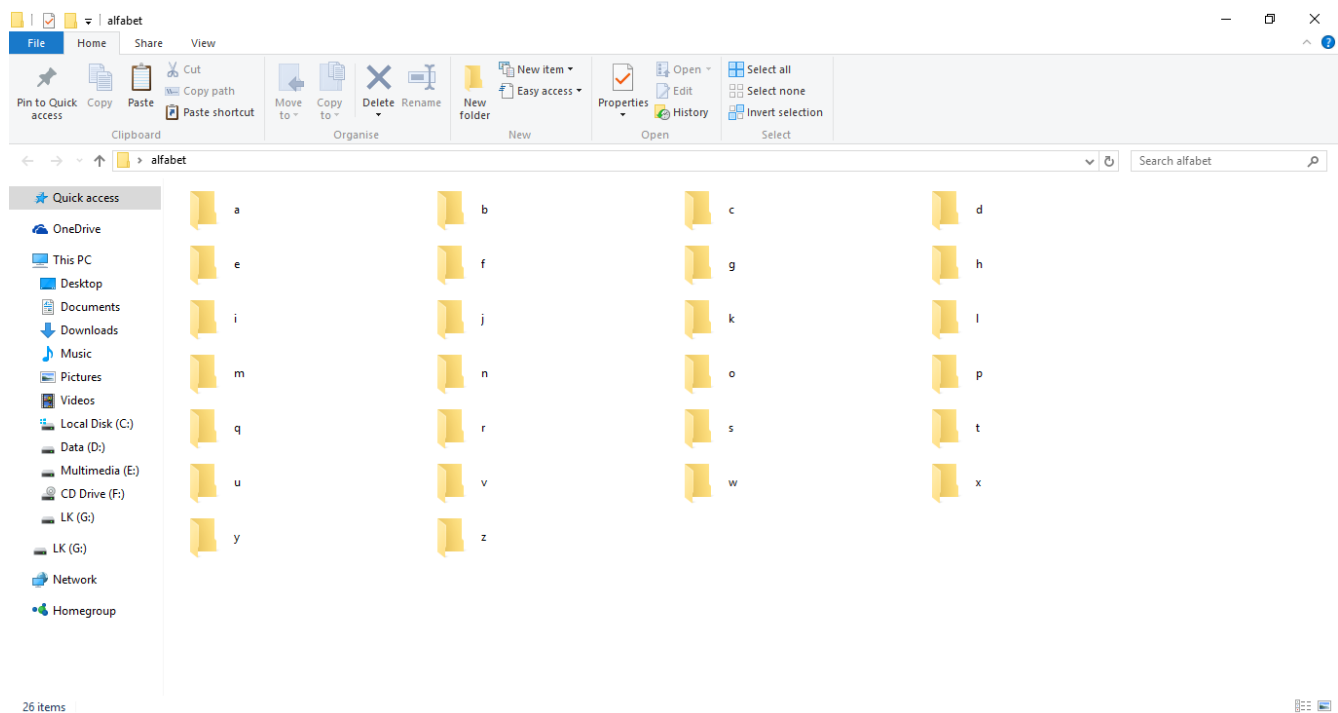 alfabet
File Home Share View
Pin to Quick access Copy Paste Cut Copy path Paste shortcut Move to Copy to Delete Rename New folder New item Easy access Properties Open Edit History Select all Select none Invert selection
Clipboard Organise New Open Select
alfabet Search alfabet
Quick access
OneDrive
This PC
Desktop
Documents
Downloads
Music
Pictures
Videos
Local Disk (C:)
Data (D:)
Multimedia (E:)
CD Drive (F:)
LK (G:)
LK (G:)
Network
Homegroup
a b c d
e f g h
i j k l
m n o p
q r s t
u v w x
y z
26 items